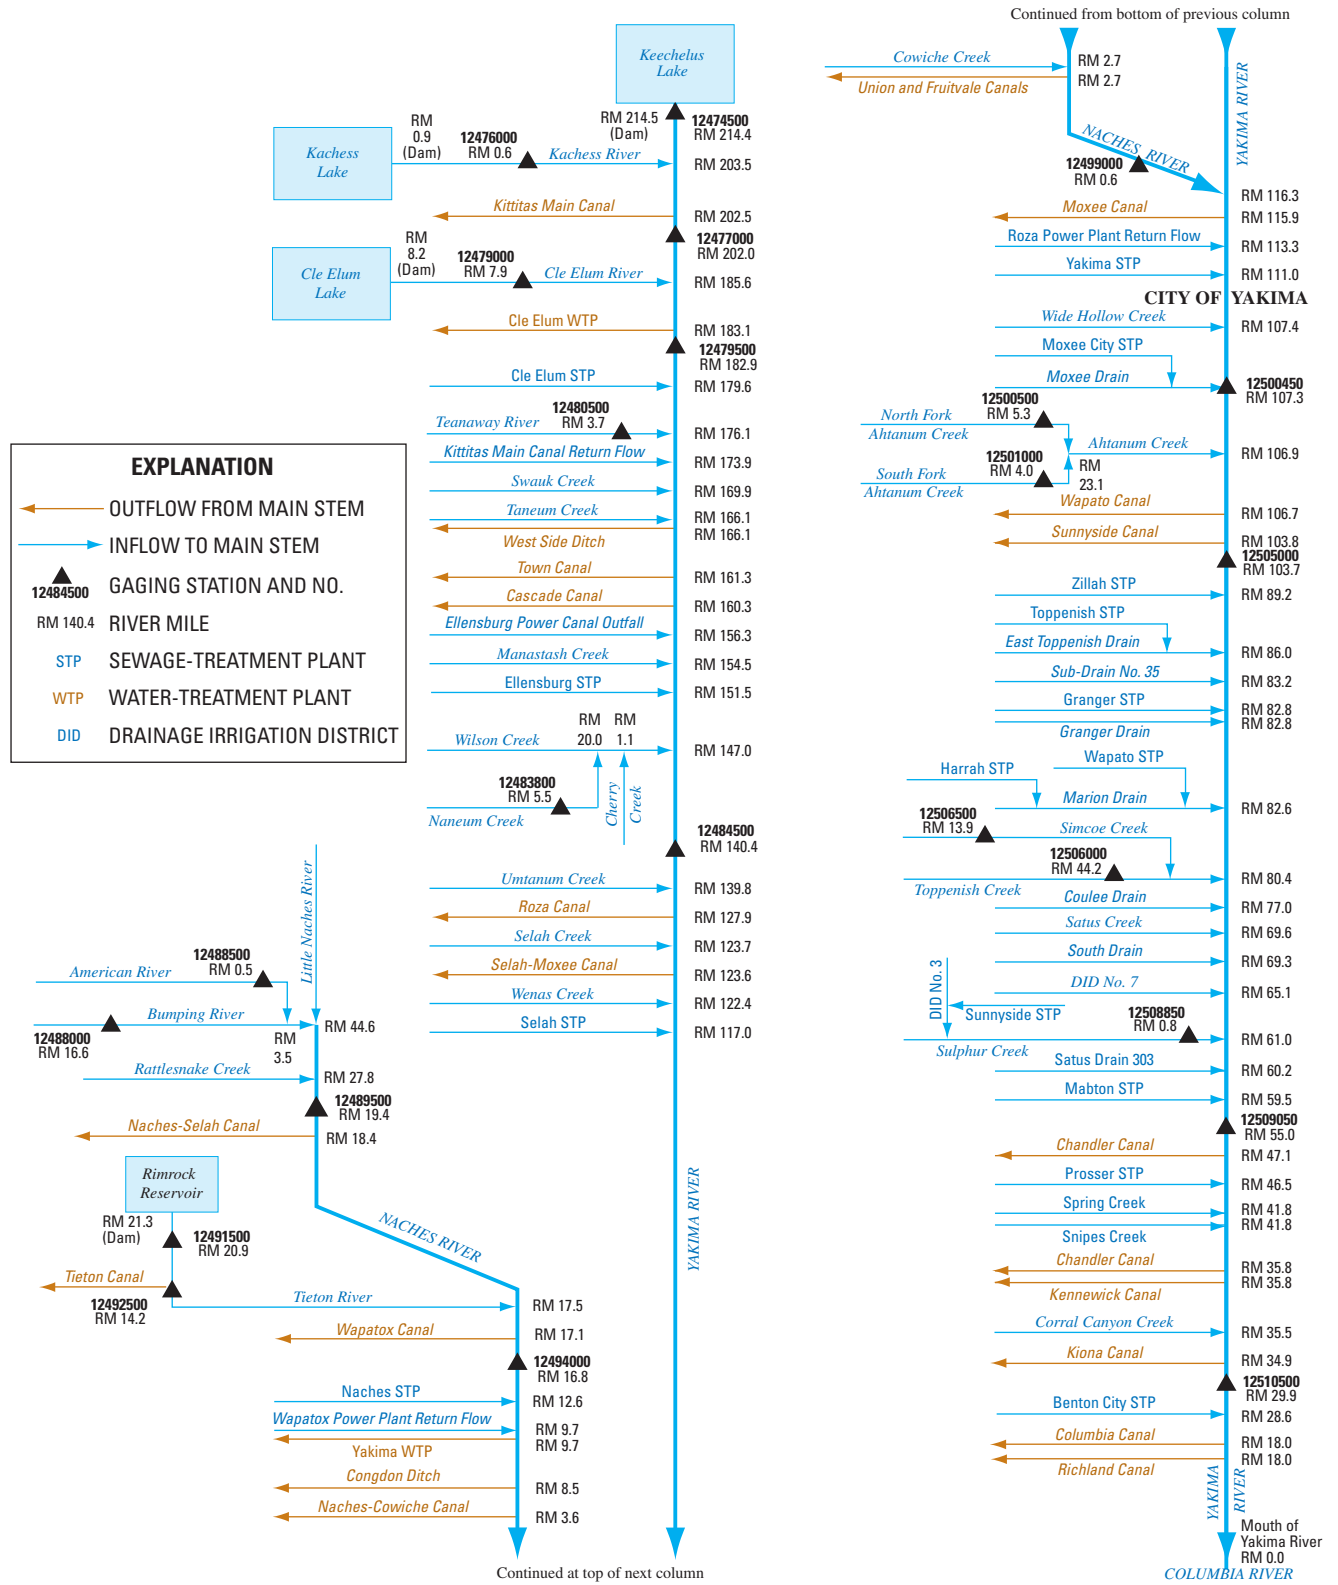 Keechelus
Lake
RM 214.5
(Dam)
12474500
RM 214.4
Kachess
Lake
RM
0.9
(Dam)
12476000
RM 0.6
Kachess River
RM 203.5
Kittitas Main Canal
RM 202.5
12477000
RM 202.0
Cle Elum
Lake
RM
8.2
(Dam)
12479000
RM 7.9
Cle Elum River
RM 185.6
Cle Elum WTP
RM 183.1
12479500
RM 182.9
Cle Elum STP
RM 179.6
Teanaway River
12480500
RM 3.7
RM 176.1
Kittitas Main Canal Return Flow
RM 173.9
Swauk Creek
RM 169.9
Taneum Creek
RM 166.1
RM 166.1
West Side Ditch
Town Canal
RM 161.3
Cascade Canal
RM 160.3
Ellensburg Power Canal Outfall
RM 156.3
Manastash Creek
RM 154.5
Ellensburg STP
RM 151.5
Wilson Creek
RM
20.0
RM
1.1
RM 147.0
12483800
RM 5.5
Naneum Creek
Cherry
Creek
12484500
RM 140.4
Umtanum Creek
RM 139.8
Roza Canal
RM 127.9
Selah Creek
RM 123.7
Selah-Moxee Canal
RM 123.6
Wenas Creek
RM 122.4
Selah STP
RM 117.0
YAKIMA RIVER
EXPLANATION
OUTFLOW FROM MAIN STEM
INFLOW TO MAIN STEM
12484500
GAGING STATION AND NO.
RM 140.4 RIVER MILE
STP SEWAGE-TREATMENT PLANT
WTP WATER-TREATMENT PLANT
DID DRAINAGE IRRIGATION DISTRICT
Little Naches River
American River
12488500
RM 0.5
Bumping River
RM 44.6
12488000
RM 16.6
RM
3.5
Rattlesnake Creek
RM 27.8
12489500
RM 19.4
Naches-Selah Canal
RM 18.4
Rimrock
Reservoir
RM 21.3
(Dam)
12491500
RM 20.9
NACHES RIVER
Tieton Canal
12492500
RM 14.2
Tieton River
RM 17.5
Wapatox Canal
RM 17.1
12494000
RM 16.8
Naches STP
RM 12.6
Wapatox Power Plant Return Flow
RM 9.7
RM 9.7
Yakima WTP
Congdon Ditch
RM 8.5
Naches-Cowiche Canal
RM 3.6
Continued at top of next column
Continued from bottom of previous column
Cowiche Creek
RM 2.7
RM 2.7
Union and Fruitvale Canals
YAKIMA RIVER
NACHES RIVER
12499000
RM 0.6
RM 116.3
Moxee Canal
RM 115.9
Roza Power Plant Return Flow
RM 113.3
Yakima STP
RM 111.0
CITY OF YAKIMA
Wide Hollow Creek
RM 107.4
Moxee City STP
Moxee Drain
12500450
RM 107.3
12500500
RM 5.3
North Fork
Ahtanum Creek
Ahtanum Creek
RM 106.9
12501000
RM 4.0
RM
23.1
South Fork
Ahtanum Creek
Wapato Canal
RM 106.7
Sunnyside Canal
RM 103.8
12505000
RM 103.7
Zillah STP
RM 89.2
Toppenish STP
East Toppenish Drain
RM 86.0
Sub-Drain No. 35
RM 83.2
Granger STP
RM 82.8
RM 82.8
Granger Drain
Wapato STP
Harrah STP
Marion Drain
RM 82.6
12506500
RM 13.9
Simcoe Creek
12506000
RM 44.2
RM 80.4
Toppenish Creek
Coulee Drain
RM 77.0
Satus Creek
RM 69.6
South Drain
RM 69.3
DID No. 7
RM 65.1
DID No. 3
Sunnyside STP
12508850
RM 0.8
RM 61.0
Sulphur Creek
Satus Drain 303
RM 60.2
Mabton STP
RM 59.5
12509050
RM 55.0
Chandler Canal
RM 47.1
Prosser STP
RM 46.5
Spring Creek
RM 41.8
RM 41.8
Snipes Creek
Chandler Canal
RM 35.8
RM 35.8
Kennewick Canal
Corral Canyon Creek
RM 35.5
Kiona Canal
RM 34.9
12510500
RM 29.9
Benton City STP
RM 28.6
Columbia Canal
RM 18.0
RM 18.0
Richland Canal
YAKIMA
RIVER
Mouth of
Yakima River
RM 0.0
COLUMBIA RIVER